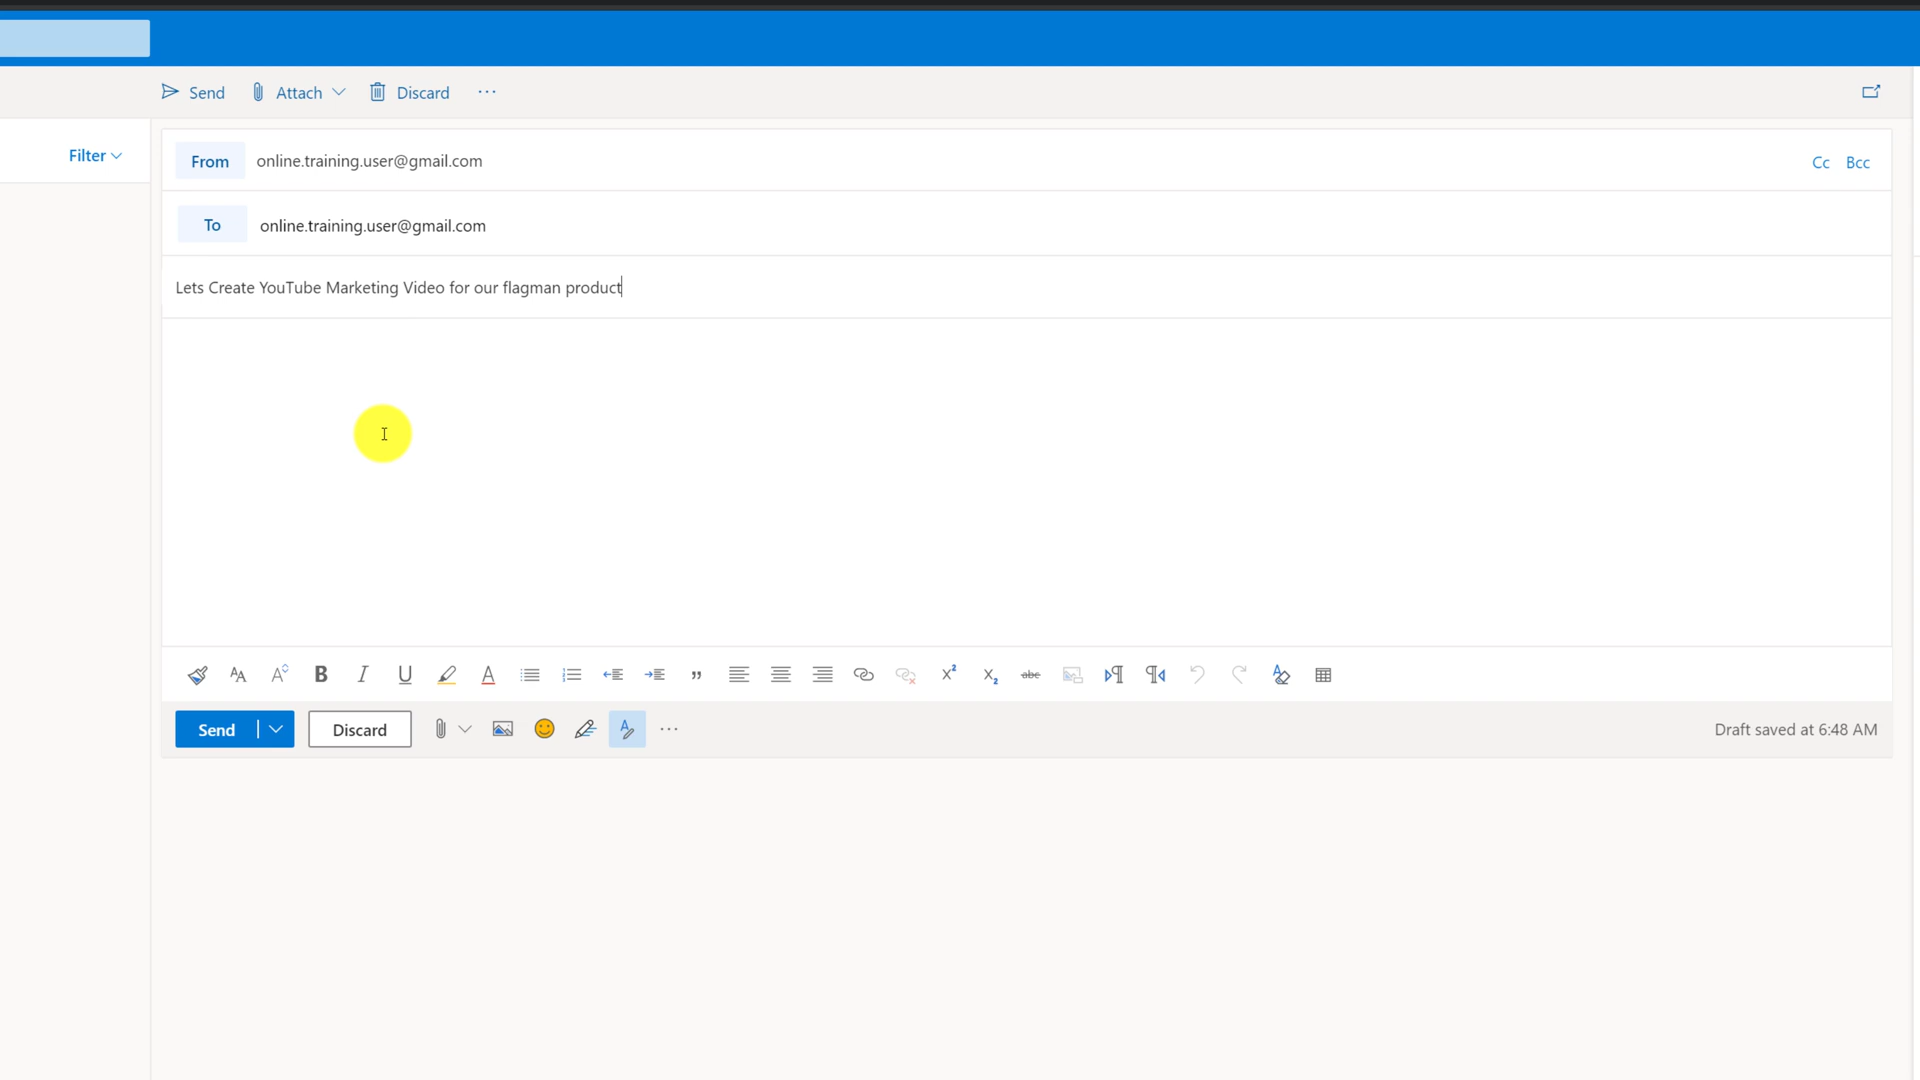 Send Attach Discard ···
Filter
From online.training.user@gmail.com Cc Bcc
To online.training.user@gmail.com
Lets Create YouTube Marketing Video for our flagman product
Send Discard ··· Draft saved at 6:48 AM